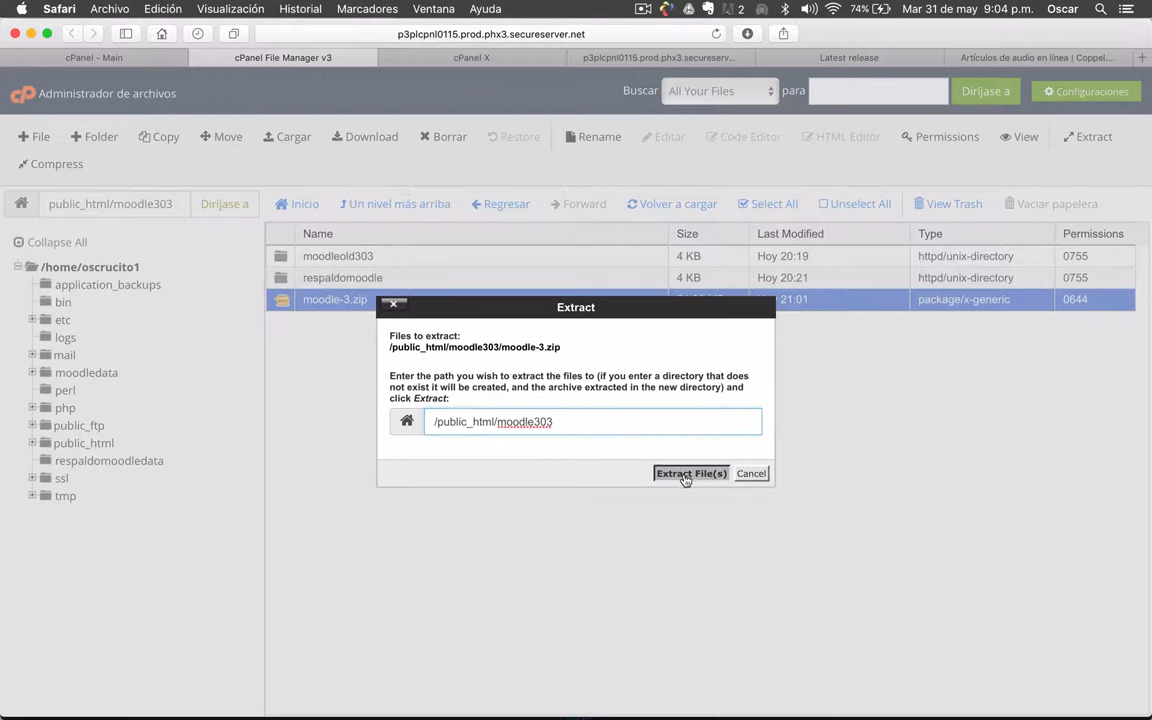 Safari Archivo Edición Visualización Historial Marcadores Ventana Ayuda 2 74% Mar 31 de may 9:04 p.m. Oscar
p3plcpnl0115.prod.phx3.secureserver.net
cPanel - Main cPanel File Manager v3 cPanel X p3plcpnl0115.prod.phx3.secureserv... Latest release Artículos de audio en línea | Coppel....
cP Administrador de archivos Buscar All Your Files para Diríjase a Configuraciones
File Folder Copy Move Cargar Download Borrar Restore Rename Editar Code Editor HTML Editor Permissions View Extract
Compress
public_html/moodle303 Diríjase a Inicio Un nivel más arriba Regresar Forward Volver a cargar Select All Unselect All View Trash Vaciar papelera
Collapse All
Name Size Last Modified Type Permissions
moodleold303 4 KB Hoy 20:19 httpd/unix-directory 0755
respaldomoodle 4 KB Hoy 20:21 httpd/unix-directory 0755
moodle-3.zip 21:01 package/x-generic 0644
/home/oscrucito1
application_backups
bin
etc
logs
mail
moodledata
perl
php
public_ftp
public_html
respaldomoodledata
ssl
tmp
Extract
Files to extract:
/public_html/moodle303/moodle-3.zip
Enter the path you wish to extract the files to (if you enter a directory that does
not exist it will be created, and the archive extracted in the new directory) and
click Extract:
/public_html/moodle303
Extract File(s) Cancel